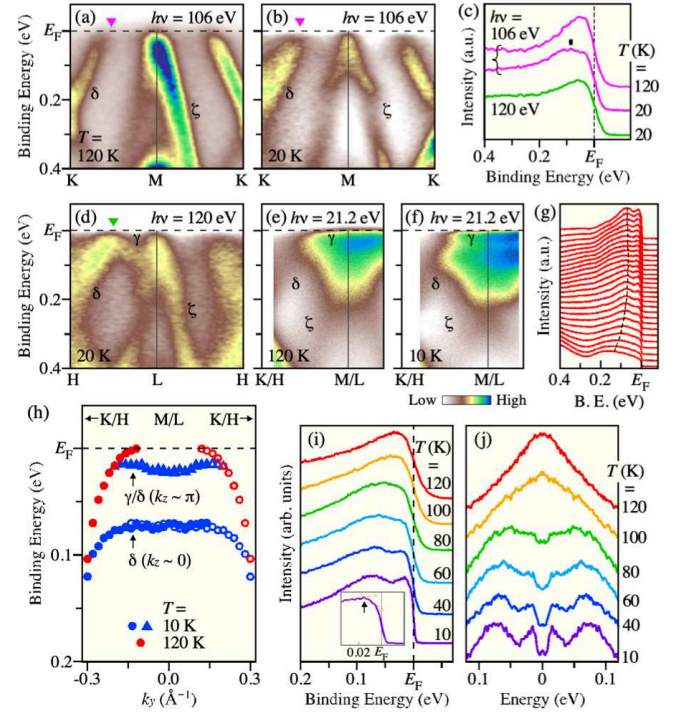 (a) hν = 106 eV
E_F
δ
ζ
T =
120 K
Binding Energy (eV)
0
0.2
0.4
K M K
(b) hν = 106 eV
δ
ζ
20 K
K M K
(c)
hν =
106 eV
T (K)
=
120
20
120 eV
20
Intensity (a.u.)
0.4 0.2 E_F
Binding Energy (eV)
(d) hν = 120 eV
E_F
γ
δ
ζ
20 K
Binding Energy (eV)
0
0.2
0.4
H L H
(e) hν = 21.2 eV
γ
δ
ζ
120 K
K/H M/L
(f) hν = 21.2 eV
γ
δ
ζ
10 K
K/H M/L
Low High
(g)
Intensity (a.u.)
0.4 0.2 E_F
B. E. (eV)
(h)
K/H M/L K/H
E_F
γ/δ (kz ~ π)
δ (kz ~ 0)
T =
10 K
120 K
Binding Energy (eV)
0.1
0.2
-0.3 0.0 0.3
ky (Å⁻¹)
(i)
T (K)
=
120
100
80
60
40
10
0.02 E_F
Intensity (arb. units)
0.2 0.1 E_F
Binding Energy (eV)
(j)
T (K)
=
120
100
80
60
40
10
0.1 0 0.1
Energy (eV)